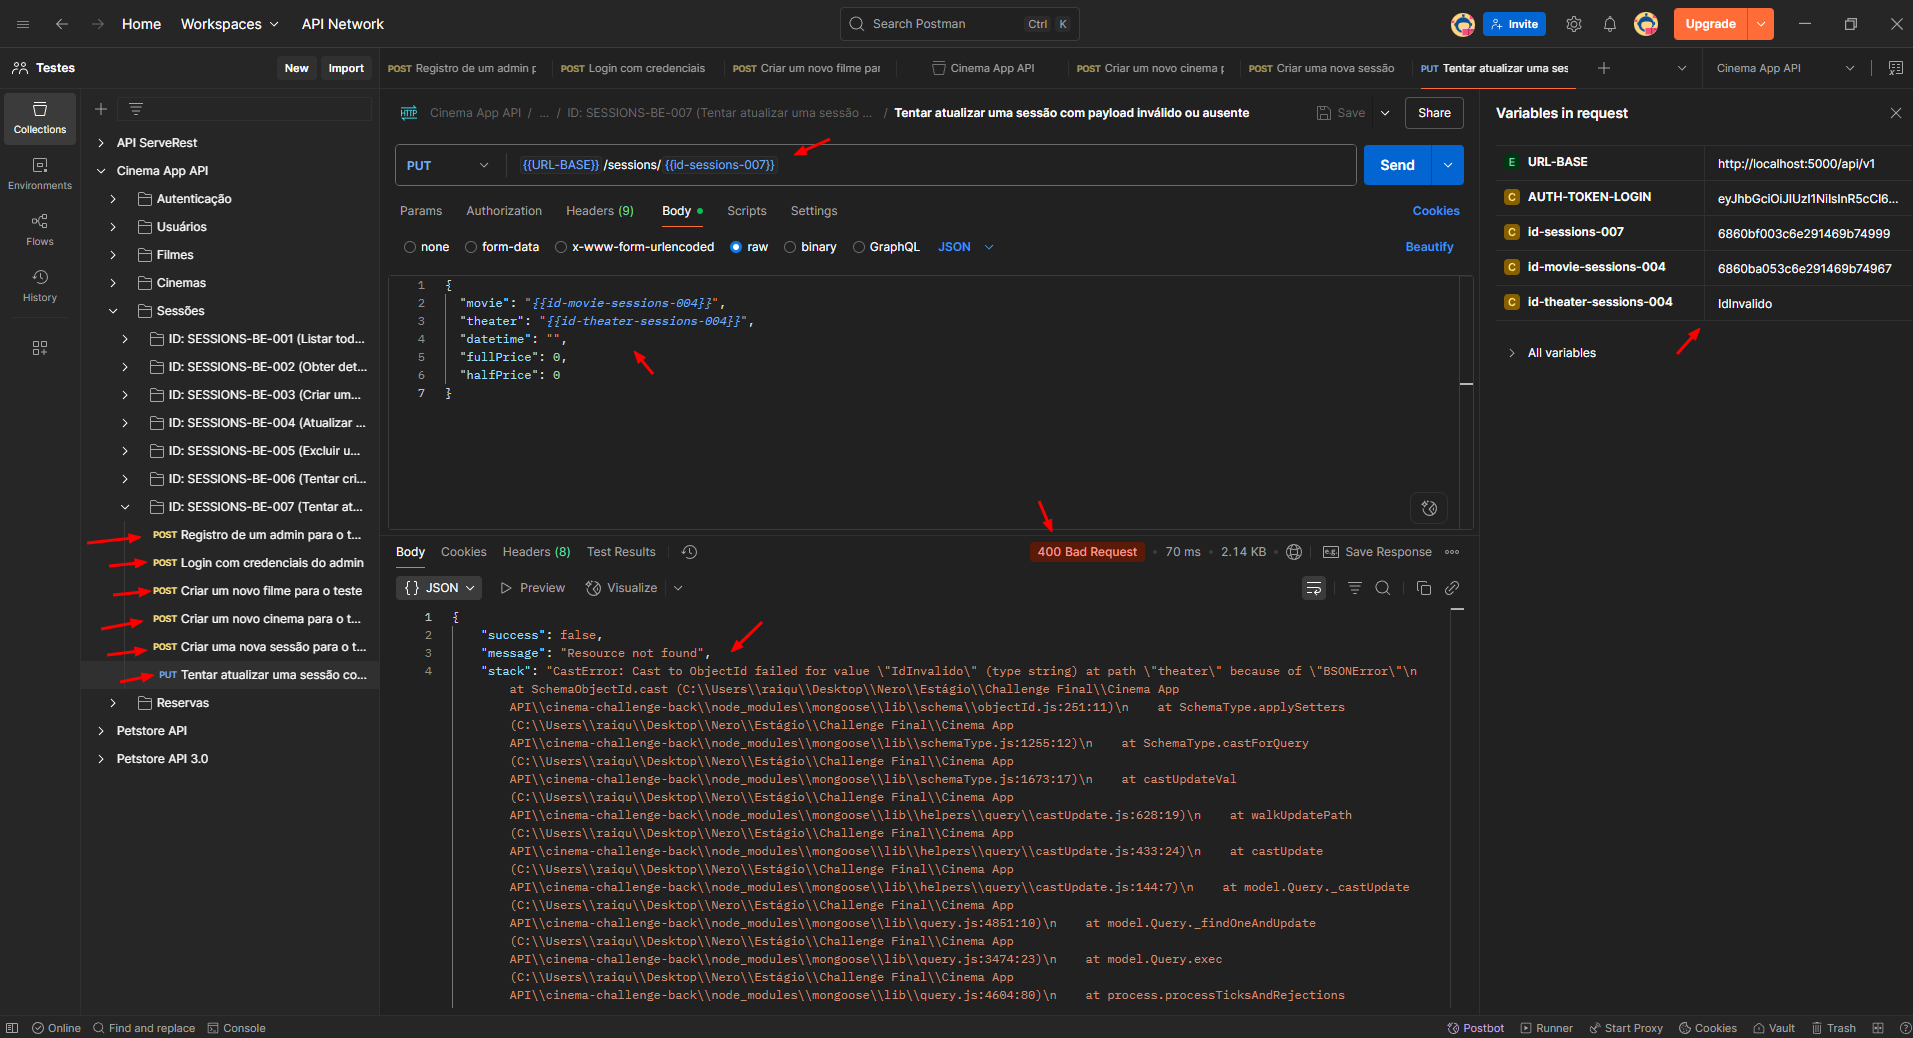 Home Workspaces API Network
Search Postman Ctrl K
Invite Upgrade
Testes New Import
POST Registro de um admin p
POST Login com credenciais
POST Criar um novo filme par
Cinema App API
POST Criar um novo cinema p
POST Criar uma nova sessão
PUT Tentar atualizar uma ses
Cinema App API
Collections
Environments
Flows
History
API ServeRest
Cinema App API
Autenticação
Usuários
Filmes
Cinemas
Sessões
ID: SESSIONS-BE-001 (Listar tod...
ID: SESSIONS-BE-002 (Obter det...
ID: SESSIONS-BE-003 (Criar um...
ID: SESSIONS-BE-004 (Atualizar ...
ID: SESSIONS-BE-005 (Excluir u...
ID: SESSIONS-BE-006 (Tentar cri...
ID: SESSIONS-BE-007 (Tentar at...
POST Registro de um admin para o t...
POST Login com credenciais do admin
POST Criar um novo filme para o teste
POST Criar um novo cinema para o t...
POST Criar uma nova sessão para o t...
PUT Tentar atualizar uma sessão co...
Reservas
Petstore API
Petstore API 3.0
HTTP Cinema App API / ... / ID: SESSIONS-BE-007 (Tentar atualizar uma sessão ... / Tentar atualizar uma sessão com payload inválido ou ausente
Save Share
PUT {{URL-BASE}} /sessions/ {{id-sessions-007}}
Send
Params Authorization Headers (9) Body Scripts Settings Cookies
none form-data x-www-form-urlencoded raw binary GraphQL JSON Beautify
1 {
2 "movie": "{{id-movie-sessions-004}}",
3 "theater": "{{id-theater-sessions-004}}",
4 "datetime": "",
5 "fullPrice": 0,
6 "halfPrice": 0
7 }
Body Cookies Headers (8) Test Results
400 Bad Request 70 ms 2.14 KB e.g. Save Response
{} JSON Preview Visualize
1 {
2 "success": false,
3 "message": "Resource not found",
4 "stack": "CastError: Cast to ObjectId failed for value \"IdInvalido\" (type string) at path \"theater\" because of \"BSONError\"\n
at SchemaObjectId.cast (C:\\Users\\raiqu\\Desktop\\Nero\\Estágio\\Challenge Final\\Cinema App
API\\cinema-challenge-back\\node_modules\\mongoose\\lib\\schema\\objectId.js:251:11)\n at SchemaType.applySetters
(C:\\Users\\raiqu\\Desktop\\Nero\\Estágio\\Challenge Final\\Cinema App
API\\cinema-challenge-back\\node_modules\\mongoose\\lib\\schemaType.js:1255:12)\n at SchemaType.castForQuery
(C:\\Users\\raiqu\\Desktop\\Nero\\Estágio\\Challenge Final\\Cinema App
API\\cinema-challenge-back\\node_modules\\mongoose\\lib\\schemaType.js:1673:17)\n at castUpdateVal
(C:\\Users\\raiqu\\Desktop\\Nero\\Estágio\\Challenge Final\\Cinema App
API\\cinema-challenge-back\\node_modules\\mongoose\\lib\\helpers\\query\\castUpdate.js:628:19)\n at walkUpdatePath
(C:\\Users\\raiqu\\Desktop\\Nero\\Estágio\\Challenge Final\\Cinema App
API\\cinema-challenge-back\\node_modules\\mongoose\\lib\\helpers\\query\\castUpdate.js:433:24)\n at castUpdate
(C:\\Users\\raiqu\\Desktop\\Nero\\Estágio\\Challenge Final\\Cinema App
API\\cinema-challenge-back\\node_modules\\mongoose\\lib\\helpers\\query\\castUpdate.js:144:7)\n at model.Query._castUpdate
(C:\\Users\\raiqu\\Desktop\\Nero\\Estágio\\Challenge Final\\Cinema App
API\\cinema-challenge-back\\node_modules\\mongoose\\lib\\query.js:4851:10)\n at model.Query._findOneAndUpdate
(C:\\Users\\raiqu\\Desktop\\Nero\\Estágio\\Challenge Final\\Cinema App
API\\cinema-challenge-back\\node_modules\\mongoose\\lib\\query.js:3474:23)\n at model.Query.exec
(C:\\Users\\raiqu\\Desktop\\Nero\\Estágio\\Challenge Final\\Cinema App
API\\cinema-challenge-back\\node_modules\\mongoose\\lib\\query.js:4604:80)\n at process.processTicksAndRejections
Variables in request
E URL-BASE http://localhost:5000/api/v1
C AUTH-TOKEN-LOGIN eyJhbGciOiJIUzI1NiIsInR5cCI6...
C id-sessions-007 6860bf003c6e291469b74999
C id-movie-sessions-004 6860ba053c6e291469b74967
C id-theater-sessions-004 IdInvalido
All variables
Online Find and replace Console
Postbot Runner Start Proxy Cookies Vault Trash